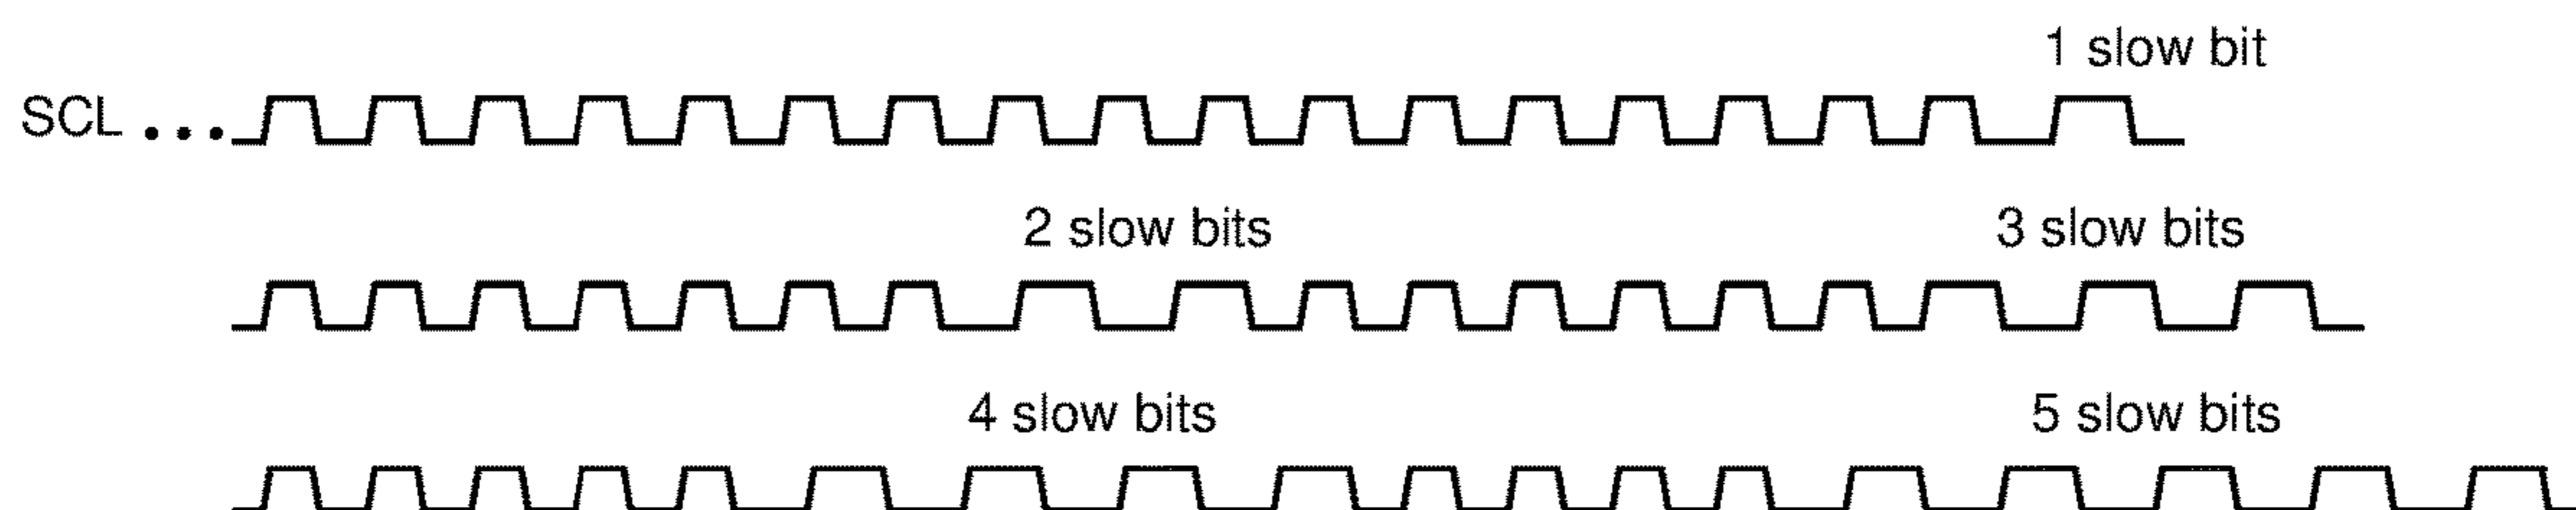 1 slow bit
SCL ...
2 slow bits 3 slow bits
4 slow bits 5 slow bits